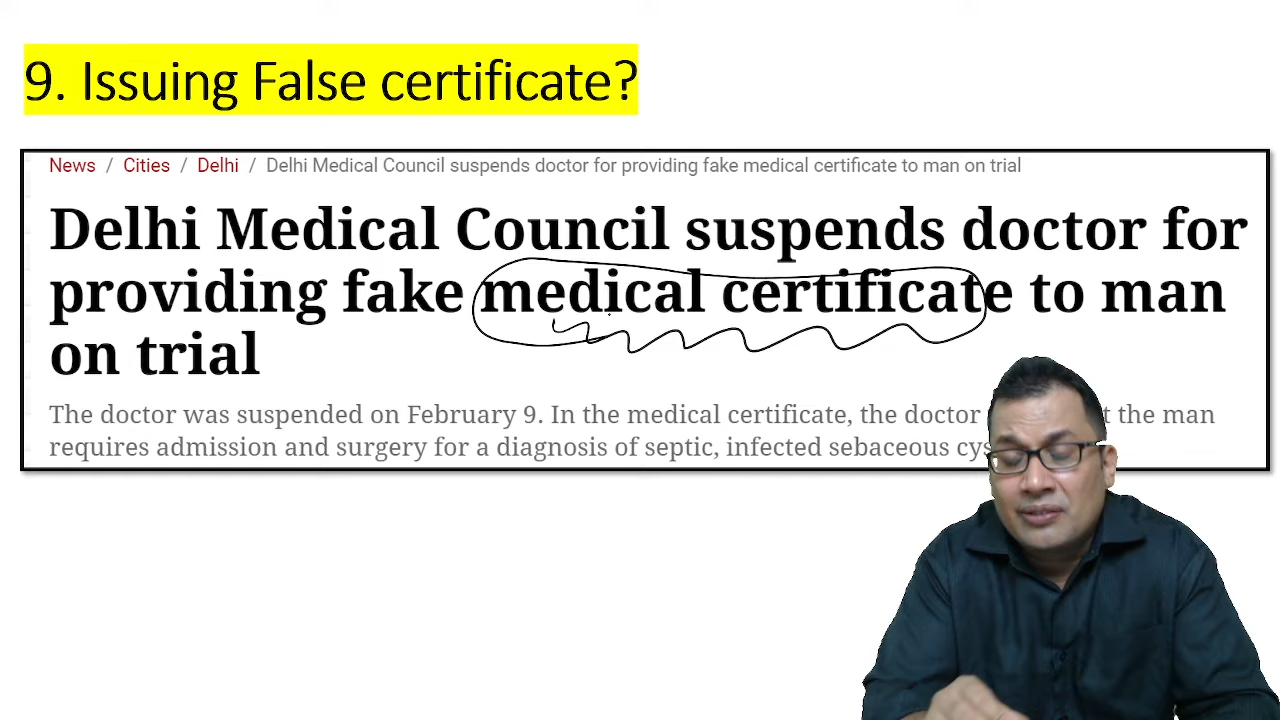 9. Issuing False certificate?
News / Cities / Delhi / Delhi Medical Council suspends doctor for providing fake medical certificate to man on trial
Delhi Medical Council suspends doctor for
providing fake medical certificate to man
on trial
The doctor was suspended on February 9. In the medical certificate, the doctor the man
requires admission and surgery for a diagnosis of septic, infected sebaceous